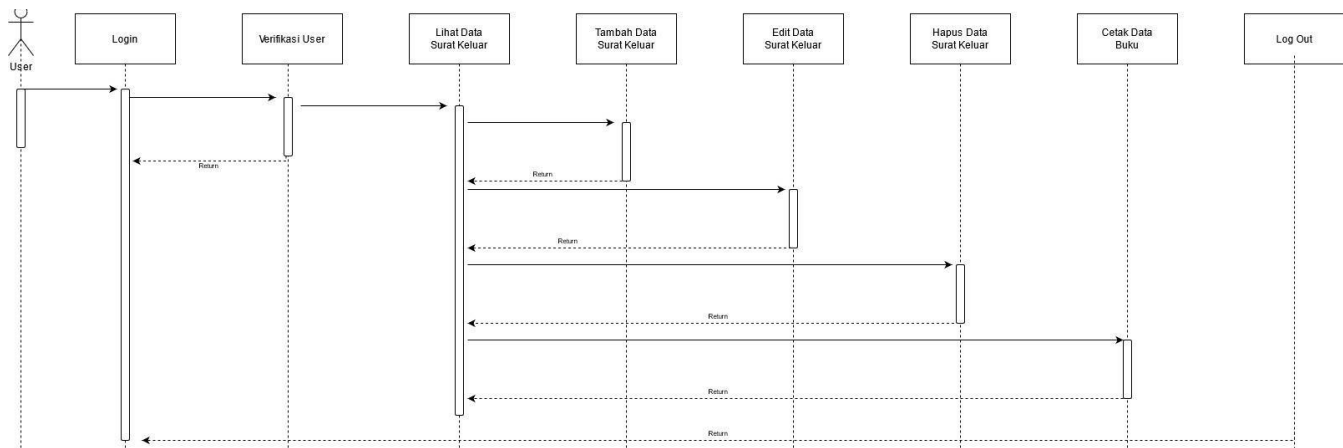 Login
Verifikasi User
Lihat Data
Surat Keluar
Tambah Data
Surat Keluar
Edit Data
Surat Keluar
Hapus Data
Surat Keluar
Cetak Data
Buku
Log Out
User
Return
Return
Return
Return
Return
Return